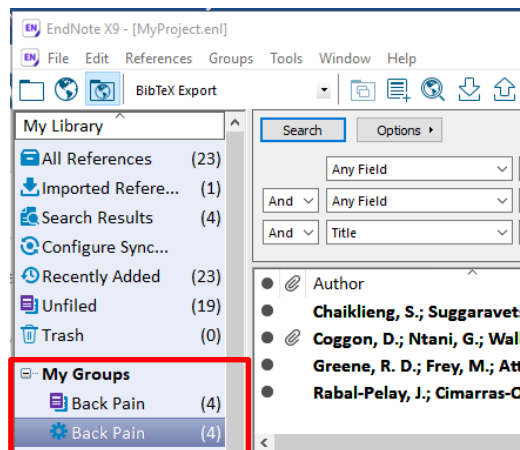 EndNote X9 - [MyProject.enl]
File Edit References Groups Tools Window Help
BibTeX Export
My Library
All References (23)
Imported Refere... (1)
Search Results (4)
Configure Sync...
Recently Added (23)
Unfiled (19)
Trash (0)
My Groups
Back Pain (4)
Back Pain (4)
Search Options
Any Field
And Any Field
And Title
Author
Chaiklieng, S.; Suggaravets
Coggon, D.; Ntani, G.;
Greene, R. D.; Frey, M.;
Rabal-Pelay, J.;